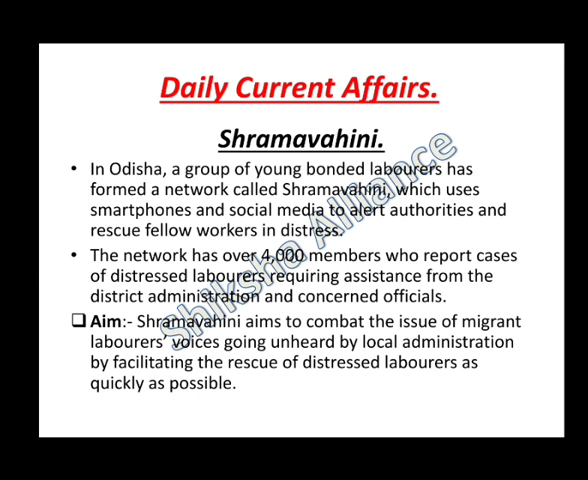 Daily Current Affairs.
Shramavahini.
• In Odisha, a group of young bonded labourers has
formed a network called Shramavahini, which uses
smartphones and social media to alert authorities and
rescue fellow workers in distress.
• The network has over 4,000 members who report cases
of distressed labourers requiring assistance from the
district administration and concerned officials.
❑ Aim:- Shramavahini aims to combat the issue of migrant
labourers’ voices going unheard by local administration
by facilitating the rescue of distressed labourers as
quickly as possible.
Shiksha Alliance